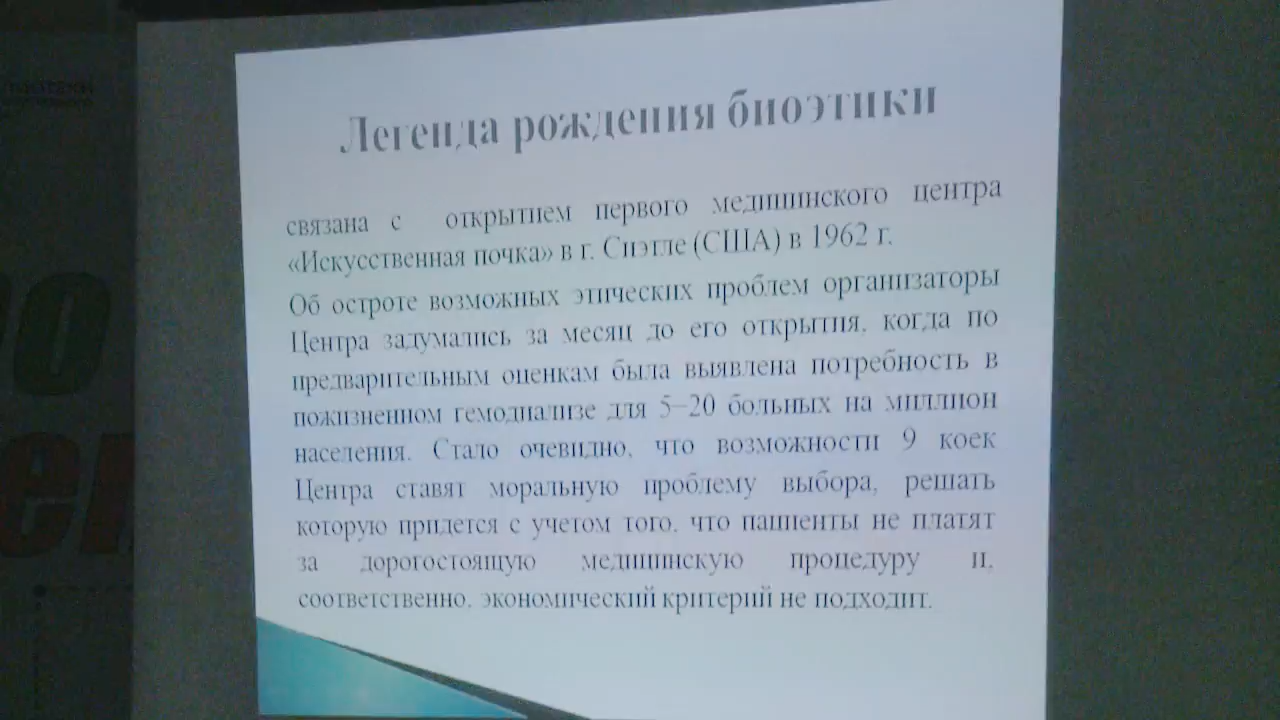 Легенда рождения биоэтики
связана с открытием первого медицинского центра
«Искусственная почка» в г. Сиэтле (США) в 1962 г.
Об остроте возможных этических проблем организаторы
Центра задумались за месяц до его открытия, когда по
предварительным оценкам была выявлена потребность в
пожизненном гемодиализе для 5–20 больных на миллион
населения. Стало очевидно, что возможности 9 коек
Центра ставят моральную проблему выбора, решать
которую придется с учетом того, что пациенты не платят
за дорогостоящую медицинскую процедуру и,
соответственно, экономический критерий не подходит.